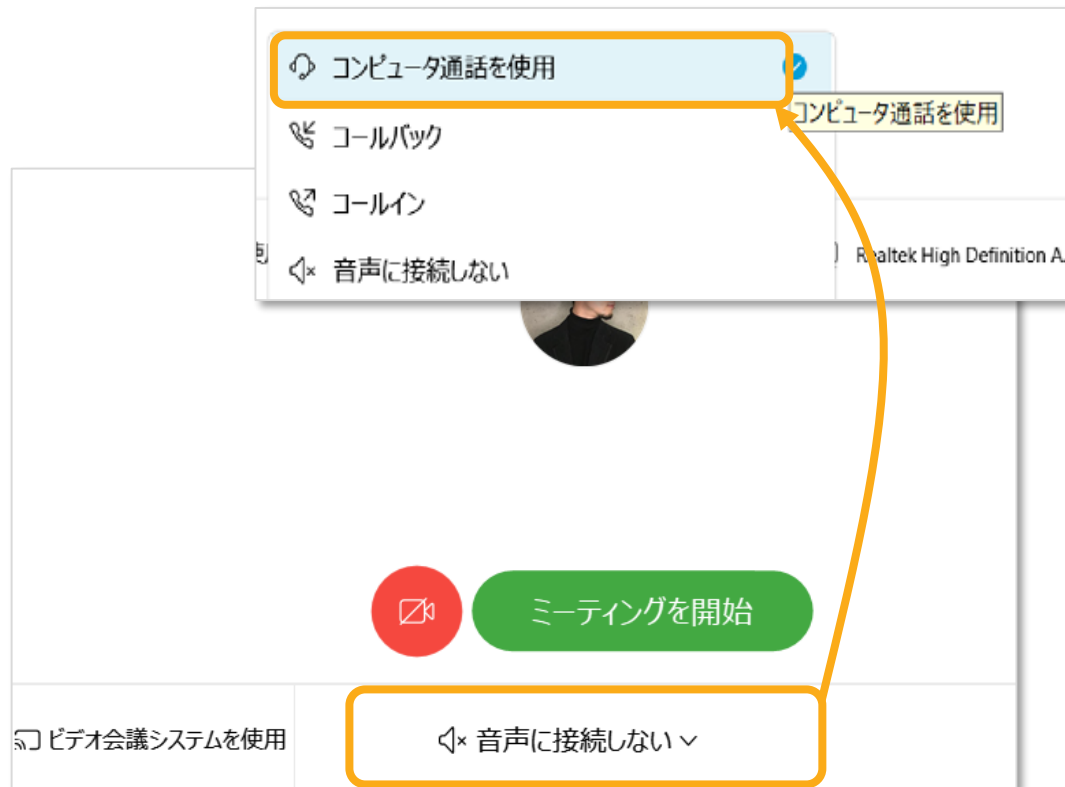 コンピュータ通話を使用
コンピュータ通話を使用
コールバック
コールイン
音声に接続しない
Realtek High Definition A
ミーティングを開始
ビデオ会議システムを使用
音声に接続しない